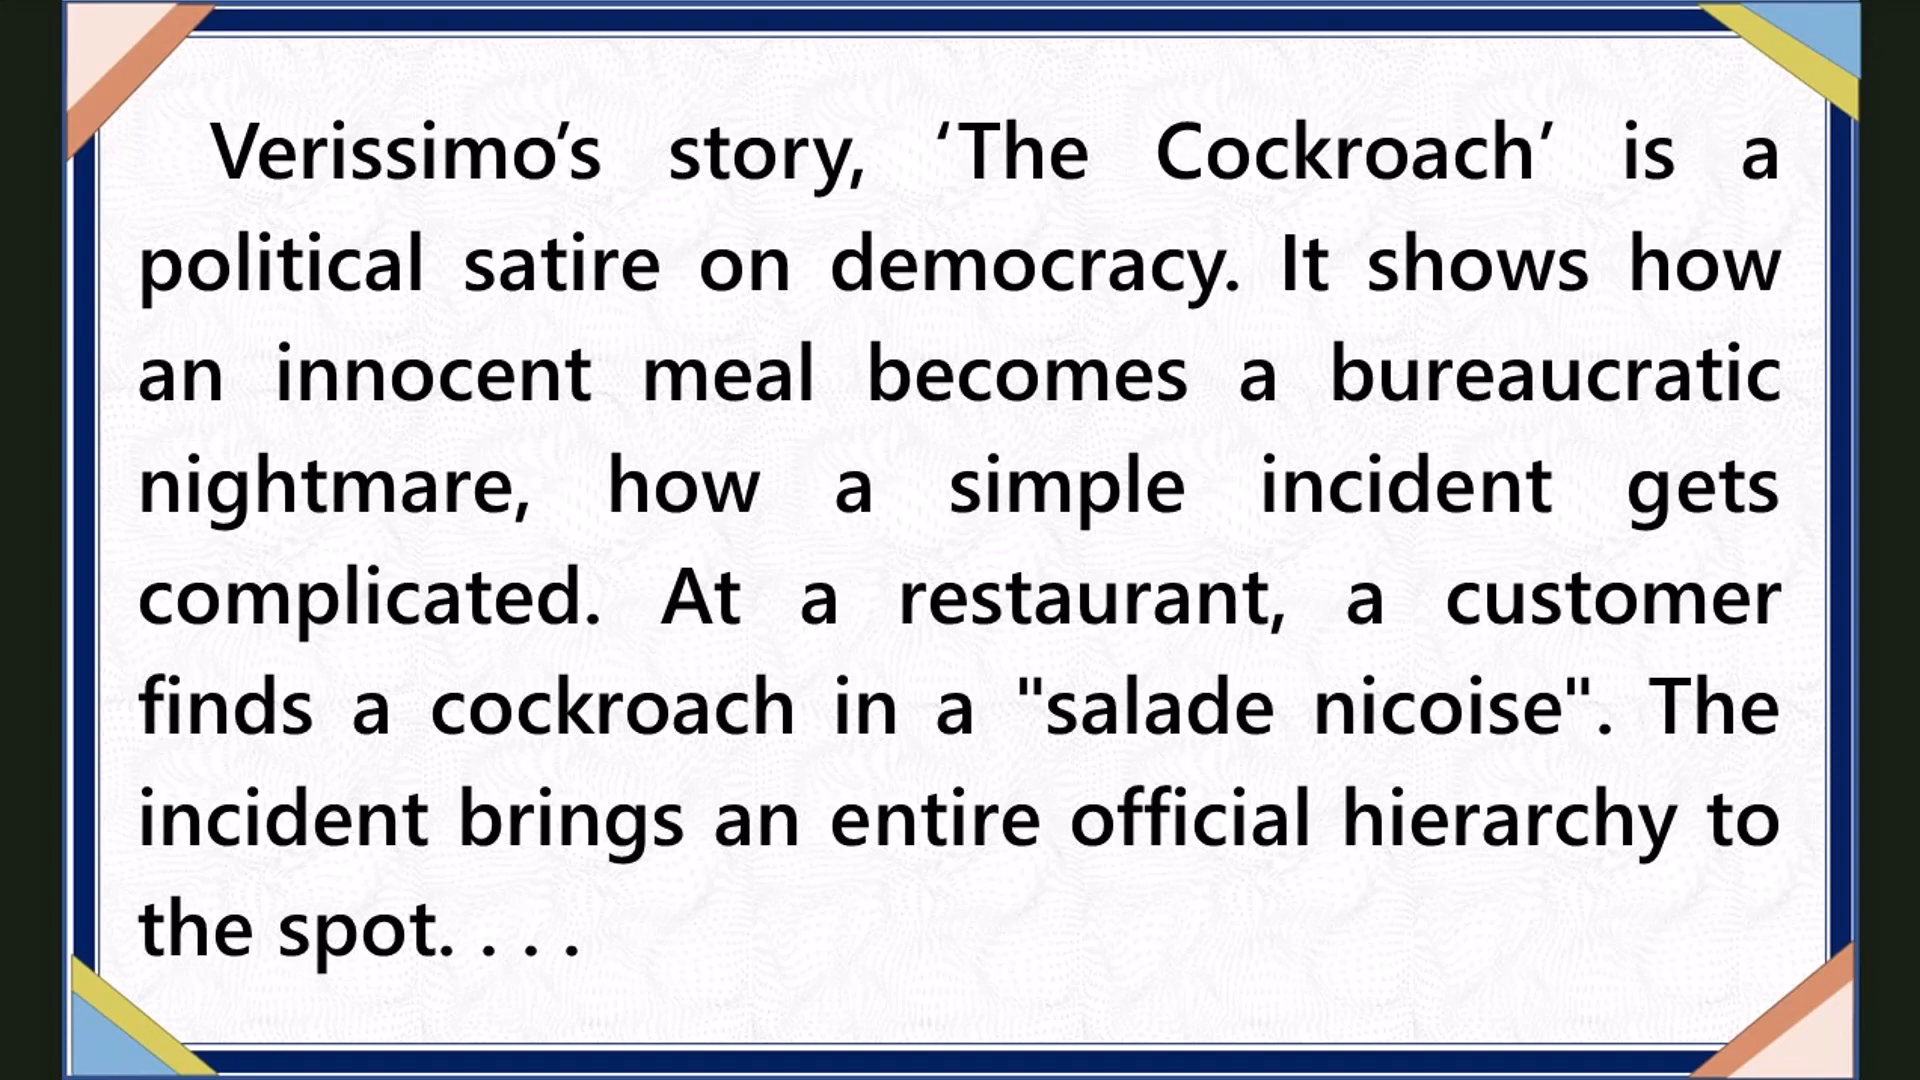 Verissimo’s story, ‘The Cockroach’ is a
political satire on democracy. It shows how
an innocent meal becomes a bureaucratic
nightmare, how a simple incident gets
complicated. At a restaurant, a customer
finds a cockroach in a "salade nicoise". The
incident brings an entire official hierarchy to
the spot. . . .